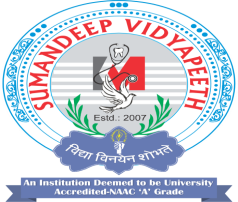 SUMANDEEP VIDYAPEETH
Estd.: 2007
विद्या विनयेन शोभते
An Institution Deemed to be University
Accredited-NAAC ‘A’ Grade